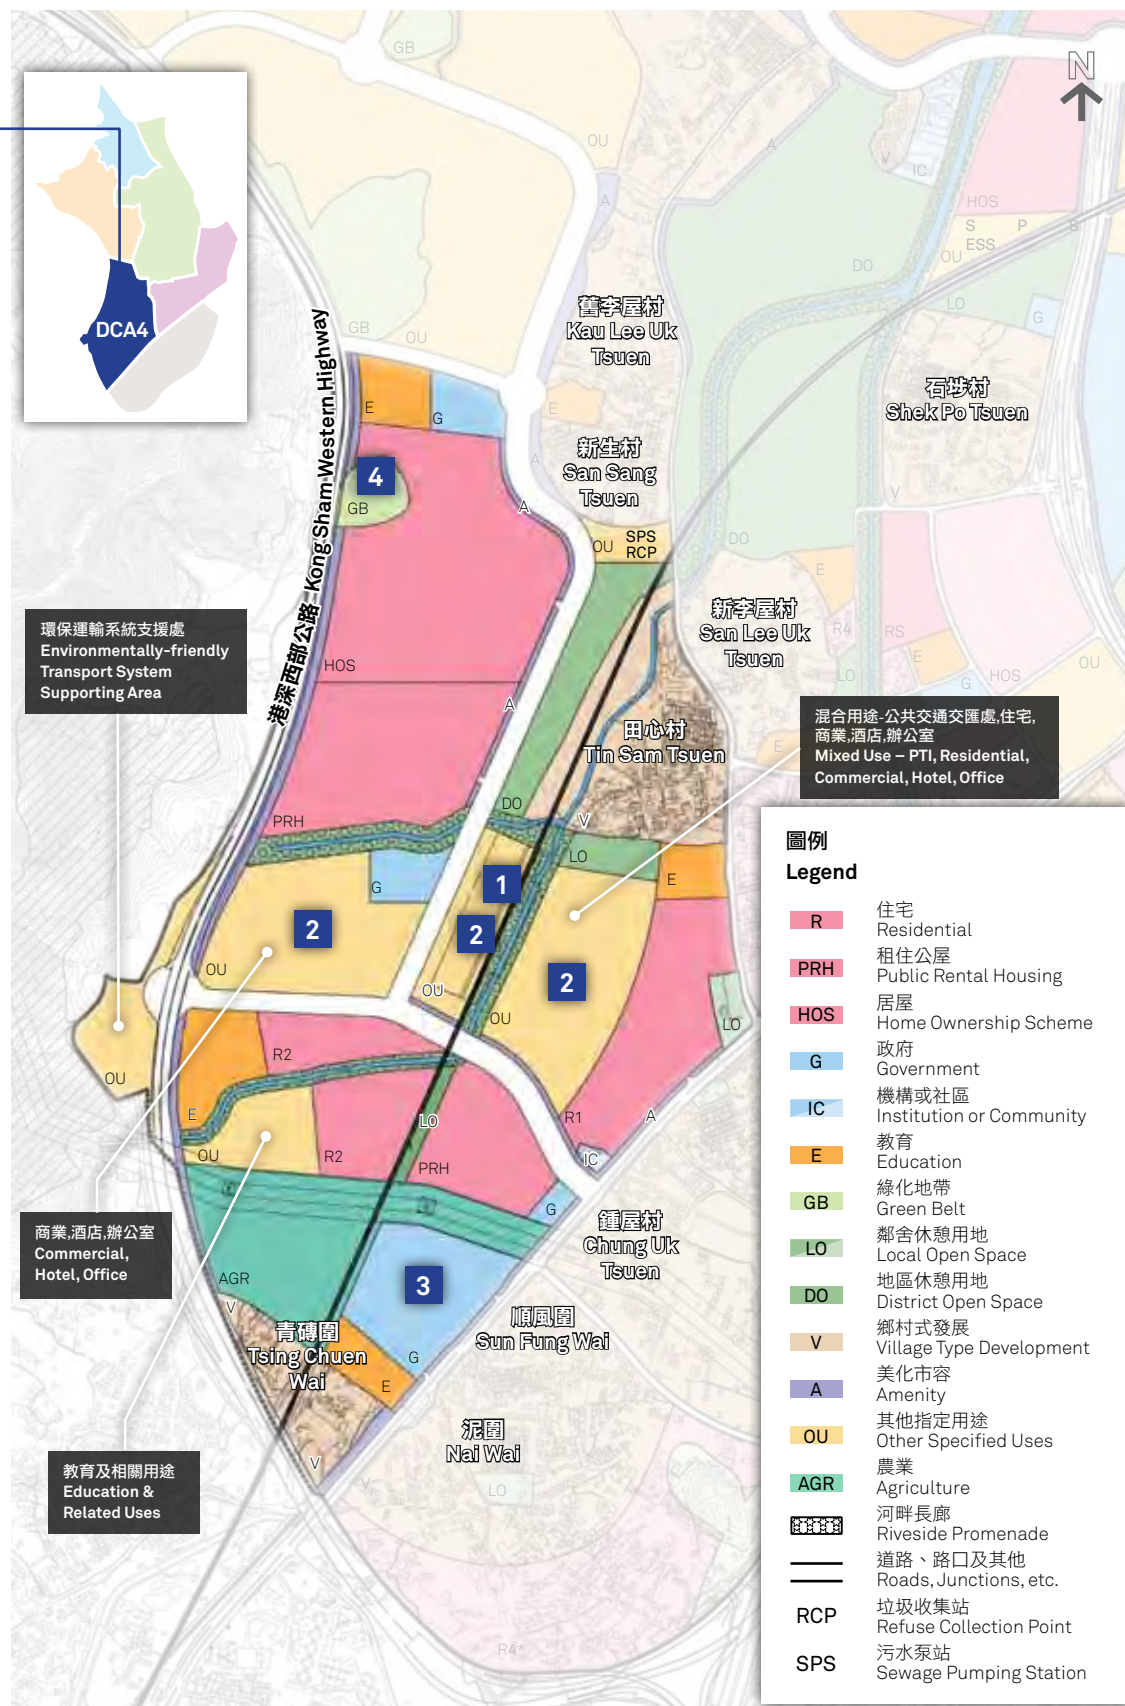 GB
N
OU
A
A
V
IC
HOS
S P S
ESS
OU
DO
LO
G
DCA4
GB
OU
舊李屋村
Kau Lee Uk
Tsuen
石埗村
Shek Po Tsuen
港深西部公路 Kong Sham Western Highway
E
G
E
新生村
San Sang
Tsuen
A
4
GB
A
V
OU
SPS
RCP
DO
E
新李屋村
San Lee Uk
Tsuen
R4
RS
E
LO
G
HOS
OU
環保運輸系統支援處
Environmentally-friendly
Transport System
Supporting Area
HOS
A
田心村
Tin Sam Tsuen
E
混合用途-公共交通交匯處,住宅,
商業,酒店,辦公室
Mixed Use – PTI, Residential,
Commercial, Hotel, Office
DO
PRH
V
LO
G
1
E
2
2
OU
2
OU
OU
LO
OU
R2
E
R1
A
LO
OU
R2
PRH
IC
G
商業,酒店,辦公室
Commercial,
Hotel, Office
鍾屋村
Chung Uk
Tsuen
AGR
3
V
順風圍
Sun Fung Wai
青磚圍
Tsing Chuen
Wai
G
E
泥圍
Nai Wai
V
V
LO
教育及相關用途
Education &
Related Uses
R4*
圖例
Legend
R
住宅
Residential
PRH
租住公屋
Public Rental Housing
HOS
居屋
Home Ownership Scheme
G
政府
Government
IC
機構或社區
Institution or Community
E
教育
Education
GB
綠化地帶
Green Belt
LO
鄰舍休憩用地
Local Open Space
DO
地區休憩用地
District Open Space
V
鄉村式發展
Village Type Development
A
美化市容
Amenity
OU
其他指定用途
Other Specified Uses
AGR
農業
Agriculture
河畔長廊
Riveside Promenade
道路、路口及其他
Roads, Junctions, etc.
RCP
垃圾收集站
Refuse Collection Point
SPS
污水泵站
Sewage Pumping Station